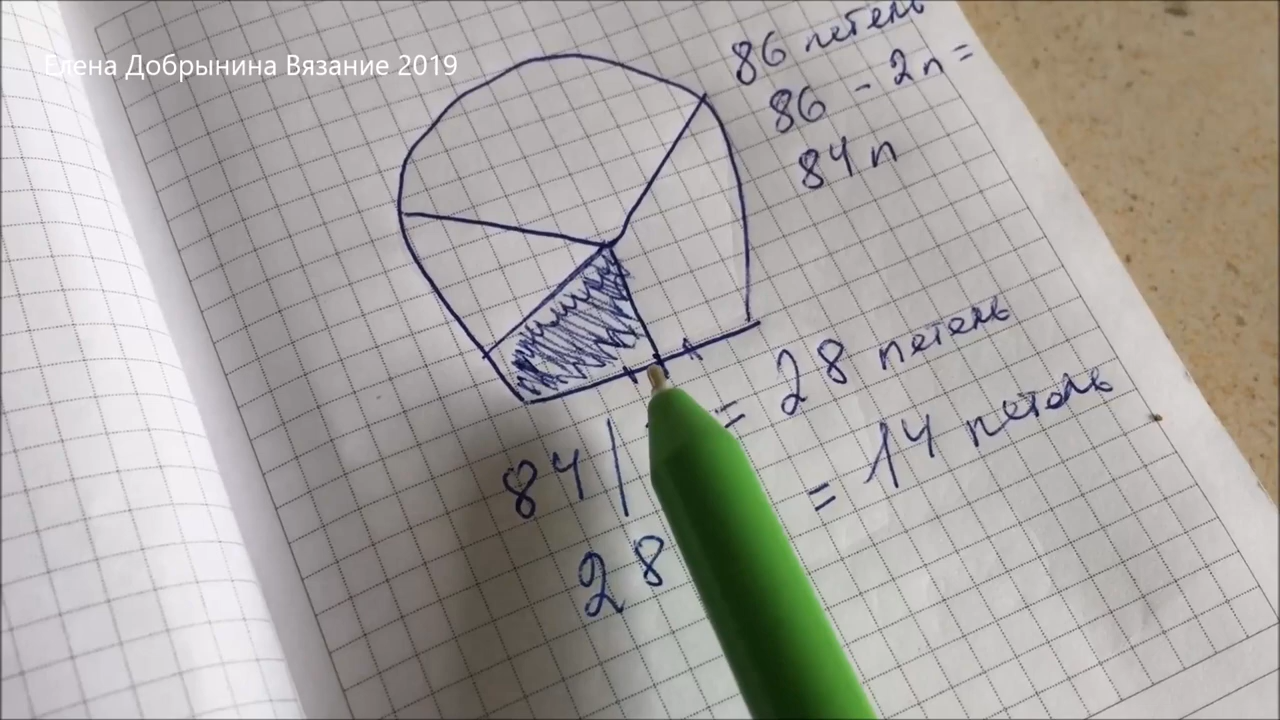 Елена Добрынина Вязание 2019
86 петель
86 - 2п =
84 п
84 / = 28 петель
28 = 14 петель